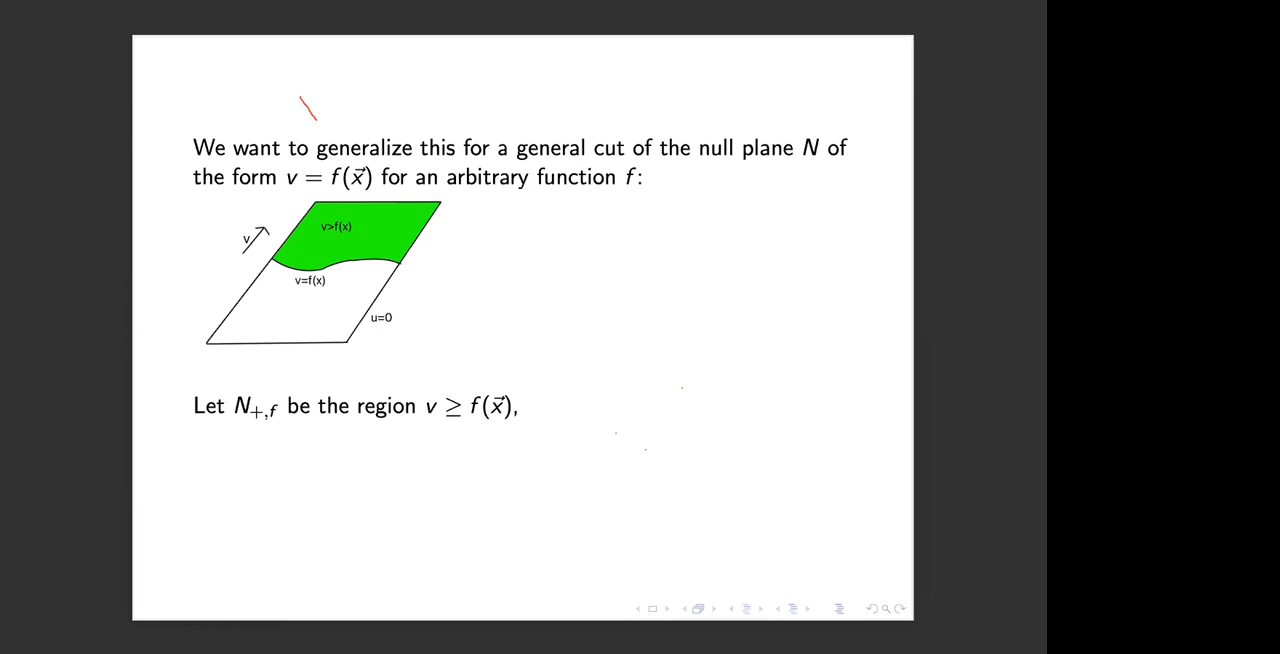 We want to generalize this for a general cut of the null plane N of
the form v = f(x⃗) for an arbitrary function f:
v>f(x)
v
v=f(x)
u=0
Let N₊,f be the region v ≥ f(x⃗),